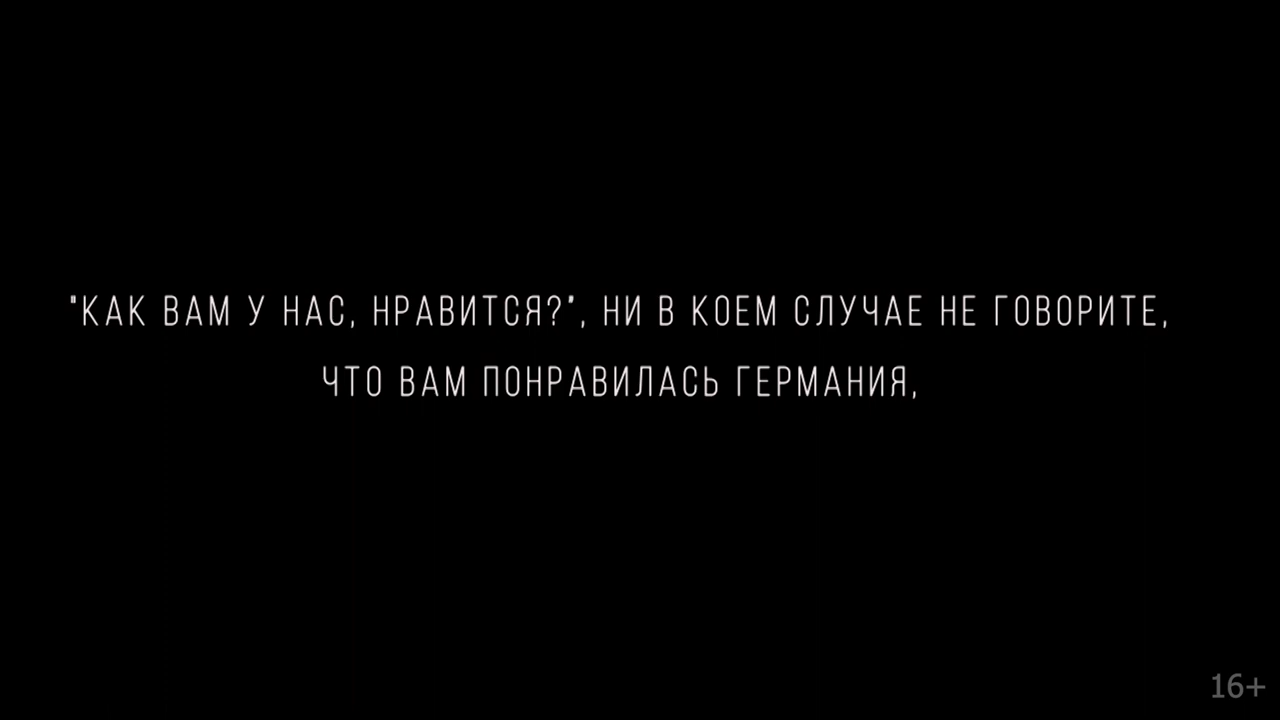 "КАК ВАМ У НАС, НРАВИТСЯ?", НИ В КОЕМ СЛУЧАЕ НЕ ГОВОРИТЕ,
ЧТО ВАМ ПОНРАВИЛАСЬ ГЕРМАНИЯ,
16+